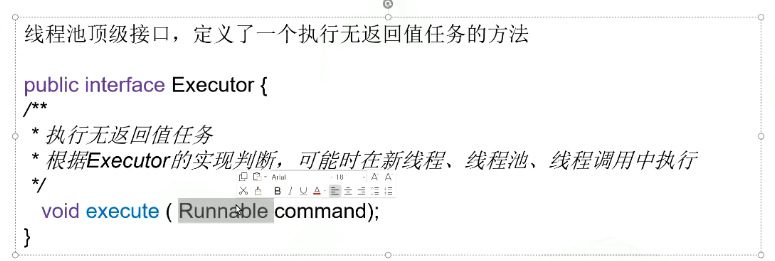 线程池顶级接口，定义了一个执行无返回值任务的方法
public interface Executor {
/**
* 执行无返回值任务
* 根据Executor的实现判断，可能时在新线程、线程池、线程调用中执行
*/
Arial 18 A A
B I U A
void execute ( Runnable command);
}